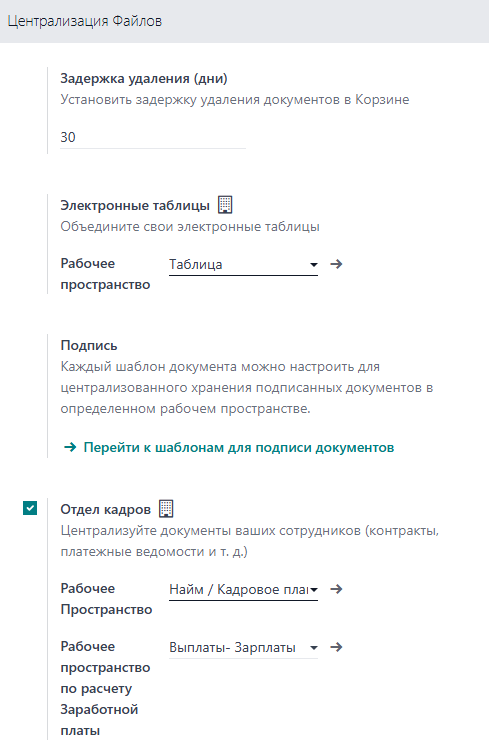 Централизация Файлов
Задержка удаления (дни)
Установить задержку удаления документов в Корзине
30
Электронные таблицы
Объедините свои электронные таблицы
Рабочее
пространство
Таблица
Подпись
Каждый шаблон документа можно настроить для
централизованного хранения подписанных документов в
определенном рабочем пространстве.
Перейти к шаблонам для подписи документов
Отдел кадров
Централизуйте документы ваших сотрудников (контракты,
платежные ведомости и т. д.)
Рабочее
Пространство
Найм / Кадровое плаı
Рабочее
пространство
по расчету
Заработной
платы
Выплаты- Зарплаты